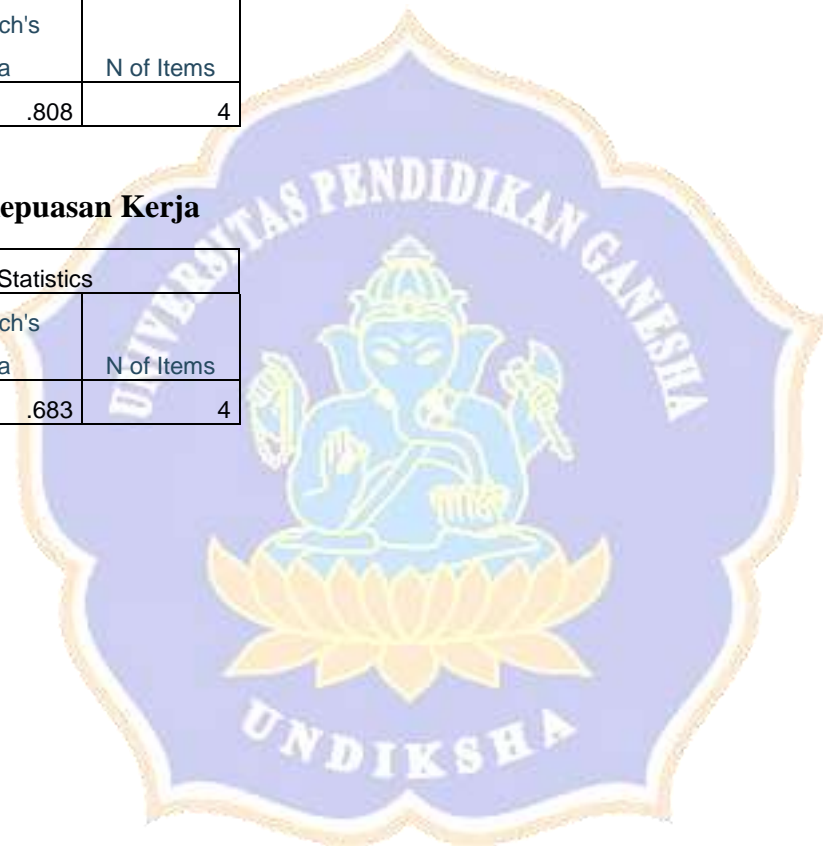 ch's
a N of Items
.808 4
epuasan Kerja
Statistics
ch's
a N of Items
.683 4
UNIVERSITAS PENDIDIKAN GANESHA
UNDIKSHA